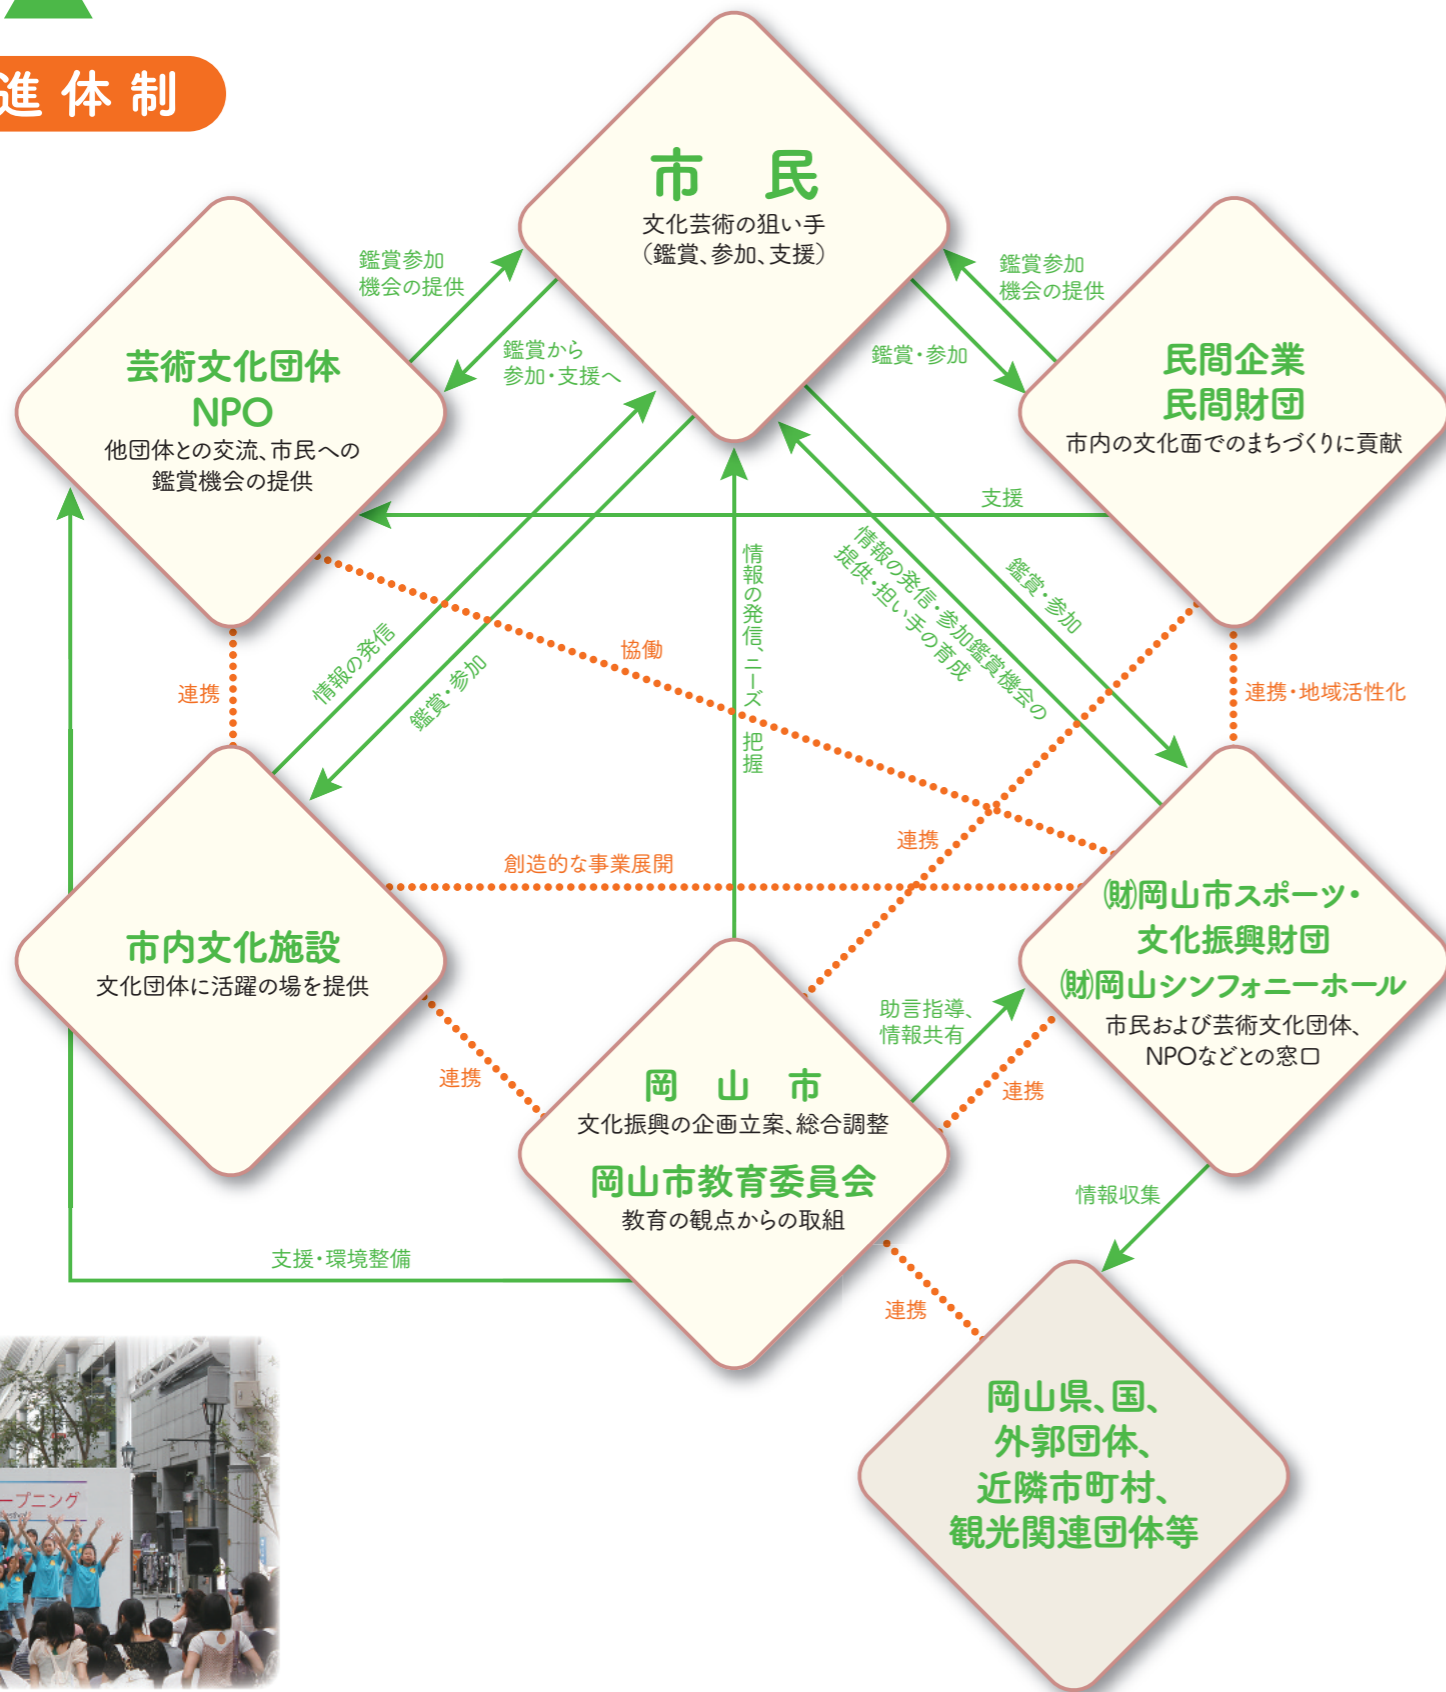 進体制
市　民
文化芸術の狙い手
（鑑賞、参加、支援）
鑑賞参加
機会の提供
鑑賞から
参加・支援へ
鑑賞参加
機会の提供
鑑賞・参加
芸術文化団体
NPO
他団体との交流、市民への
鑑賞機会の提供
民間企業
民間財団
市内の文化面でのまちづくりに貢献
支援
情報の発信
鑑賞・参加
情報の発信、ニーズ 把握
情報の発信・参加鑑賞機会の
提供・担い手の育成
鑑賞・参加
協働
連携
連携・地域活性化
連携
創造的な事業展開
市内文化施設
文化団体に活躍の場を提供
㈶岡山市スポーツ・
文化振興財団
㈶岡山シンフォニーホール
市民および芸術文化団体、
NPOなどとの窓口
助言指導、
情報共有
連携
連携
岡　山　市
文化振興の企画立案、総合調整
岡山市教育委員会
教育の観点からの取組
情報収集
支援・環境整備
連携
岡山県、国、
外郭団体、
近隣市町村、
観光関連団体等
ープニング